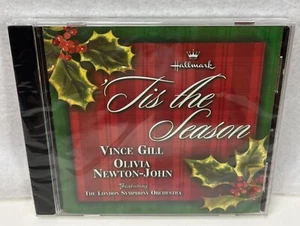 Hallmark
'Tis the
Season
VINCE GILL
OLIVIA
NEWTON-JOHN
Featuring
THE LONDON SYMPHONY ORCHESTRA